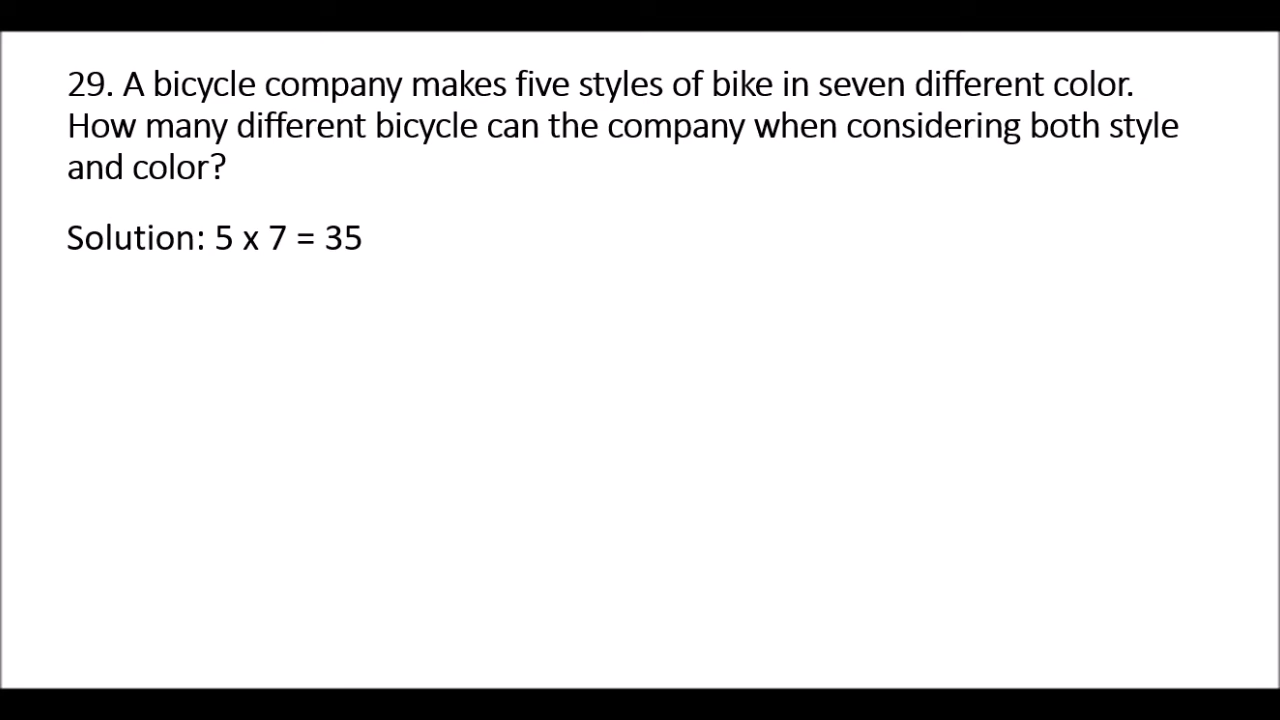 29. A bicycle company makes five styles of bike in seven different color.
How many different bicycle can the company when considering both style
and color?
Solution: 5 x 7 = 35